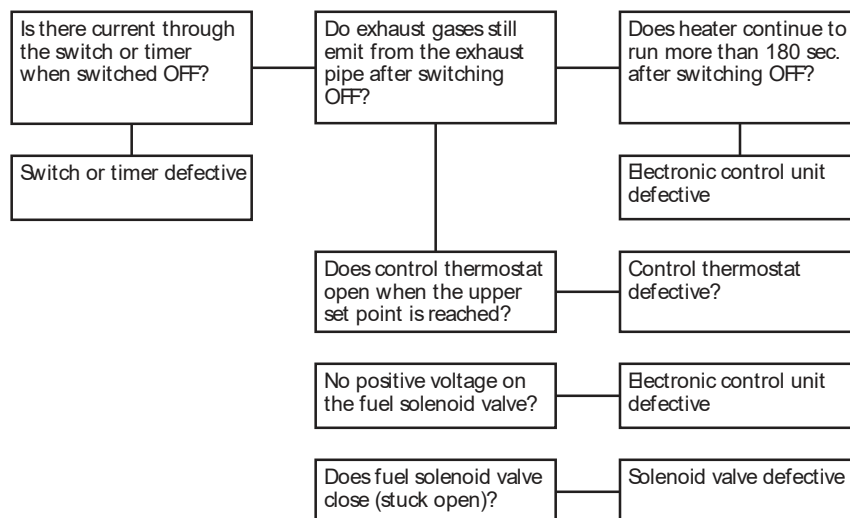 Is there current through
the switch or timer
when switched OFF?
Do exhaust gases still
emit from the exhaust
pipe after switching
OFF?
Does heater continue to
run more than 180 sec.
after switching OFF?
Switch or timer defective
Electronic control unit
defective
Does control thermostat
open when the upper
set point is reached?
Control thermostat
defective?
No positive voltage on
the fuel solenoid valve?
Electronic control unit
defective
Does fuel solenoid valve
close (stuck open)?
Solenoid valve defective